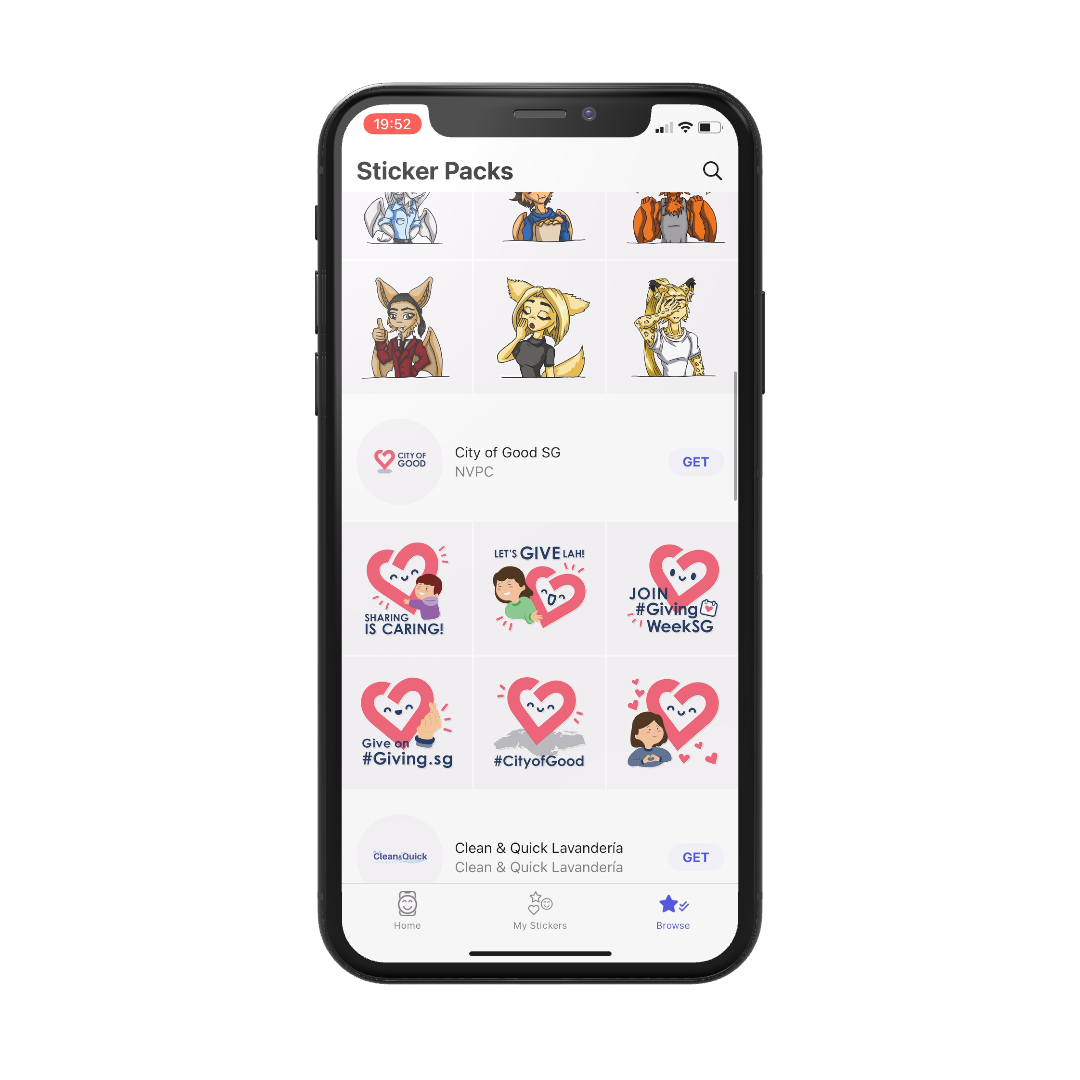 19:52
Sticker Packs
CITY OF
GOOD
City of Good SG
NVPC
GET
SHARING
IS CARING!
LET'S GIVE LAH!
JOIN
#Giving
WeekSG
Give on
#Giving.sg
#CityofGood
Clean&Quick
Clean & Quick Lavandería
Clean & Quick Lavandería
GET
Home
My Stickers
Browse